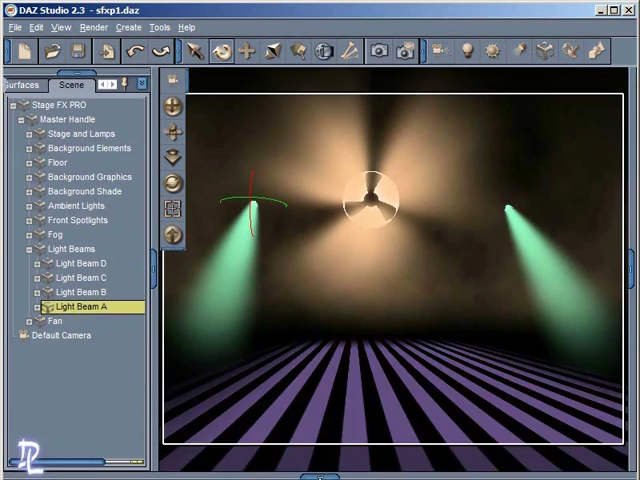 DAZ Studio 2.3 - sfxp1.daz
File Edit View Render Create Tools Help
Surfaces Scene
Stage FX PRO
Master Handle
Stage and Lamps
Background Elements
Floor
Background Graphics
Background Shade
Ambient Lights
Front Spotlights
Fog
Light Beams
Light Beam D
Light Beam C
Light Beam B
Light Beam A
Fan
Default Camera